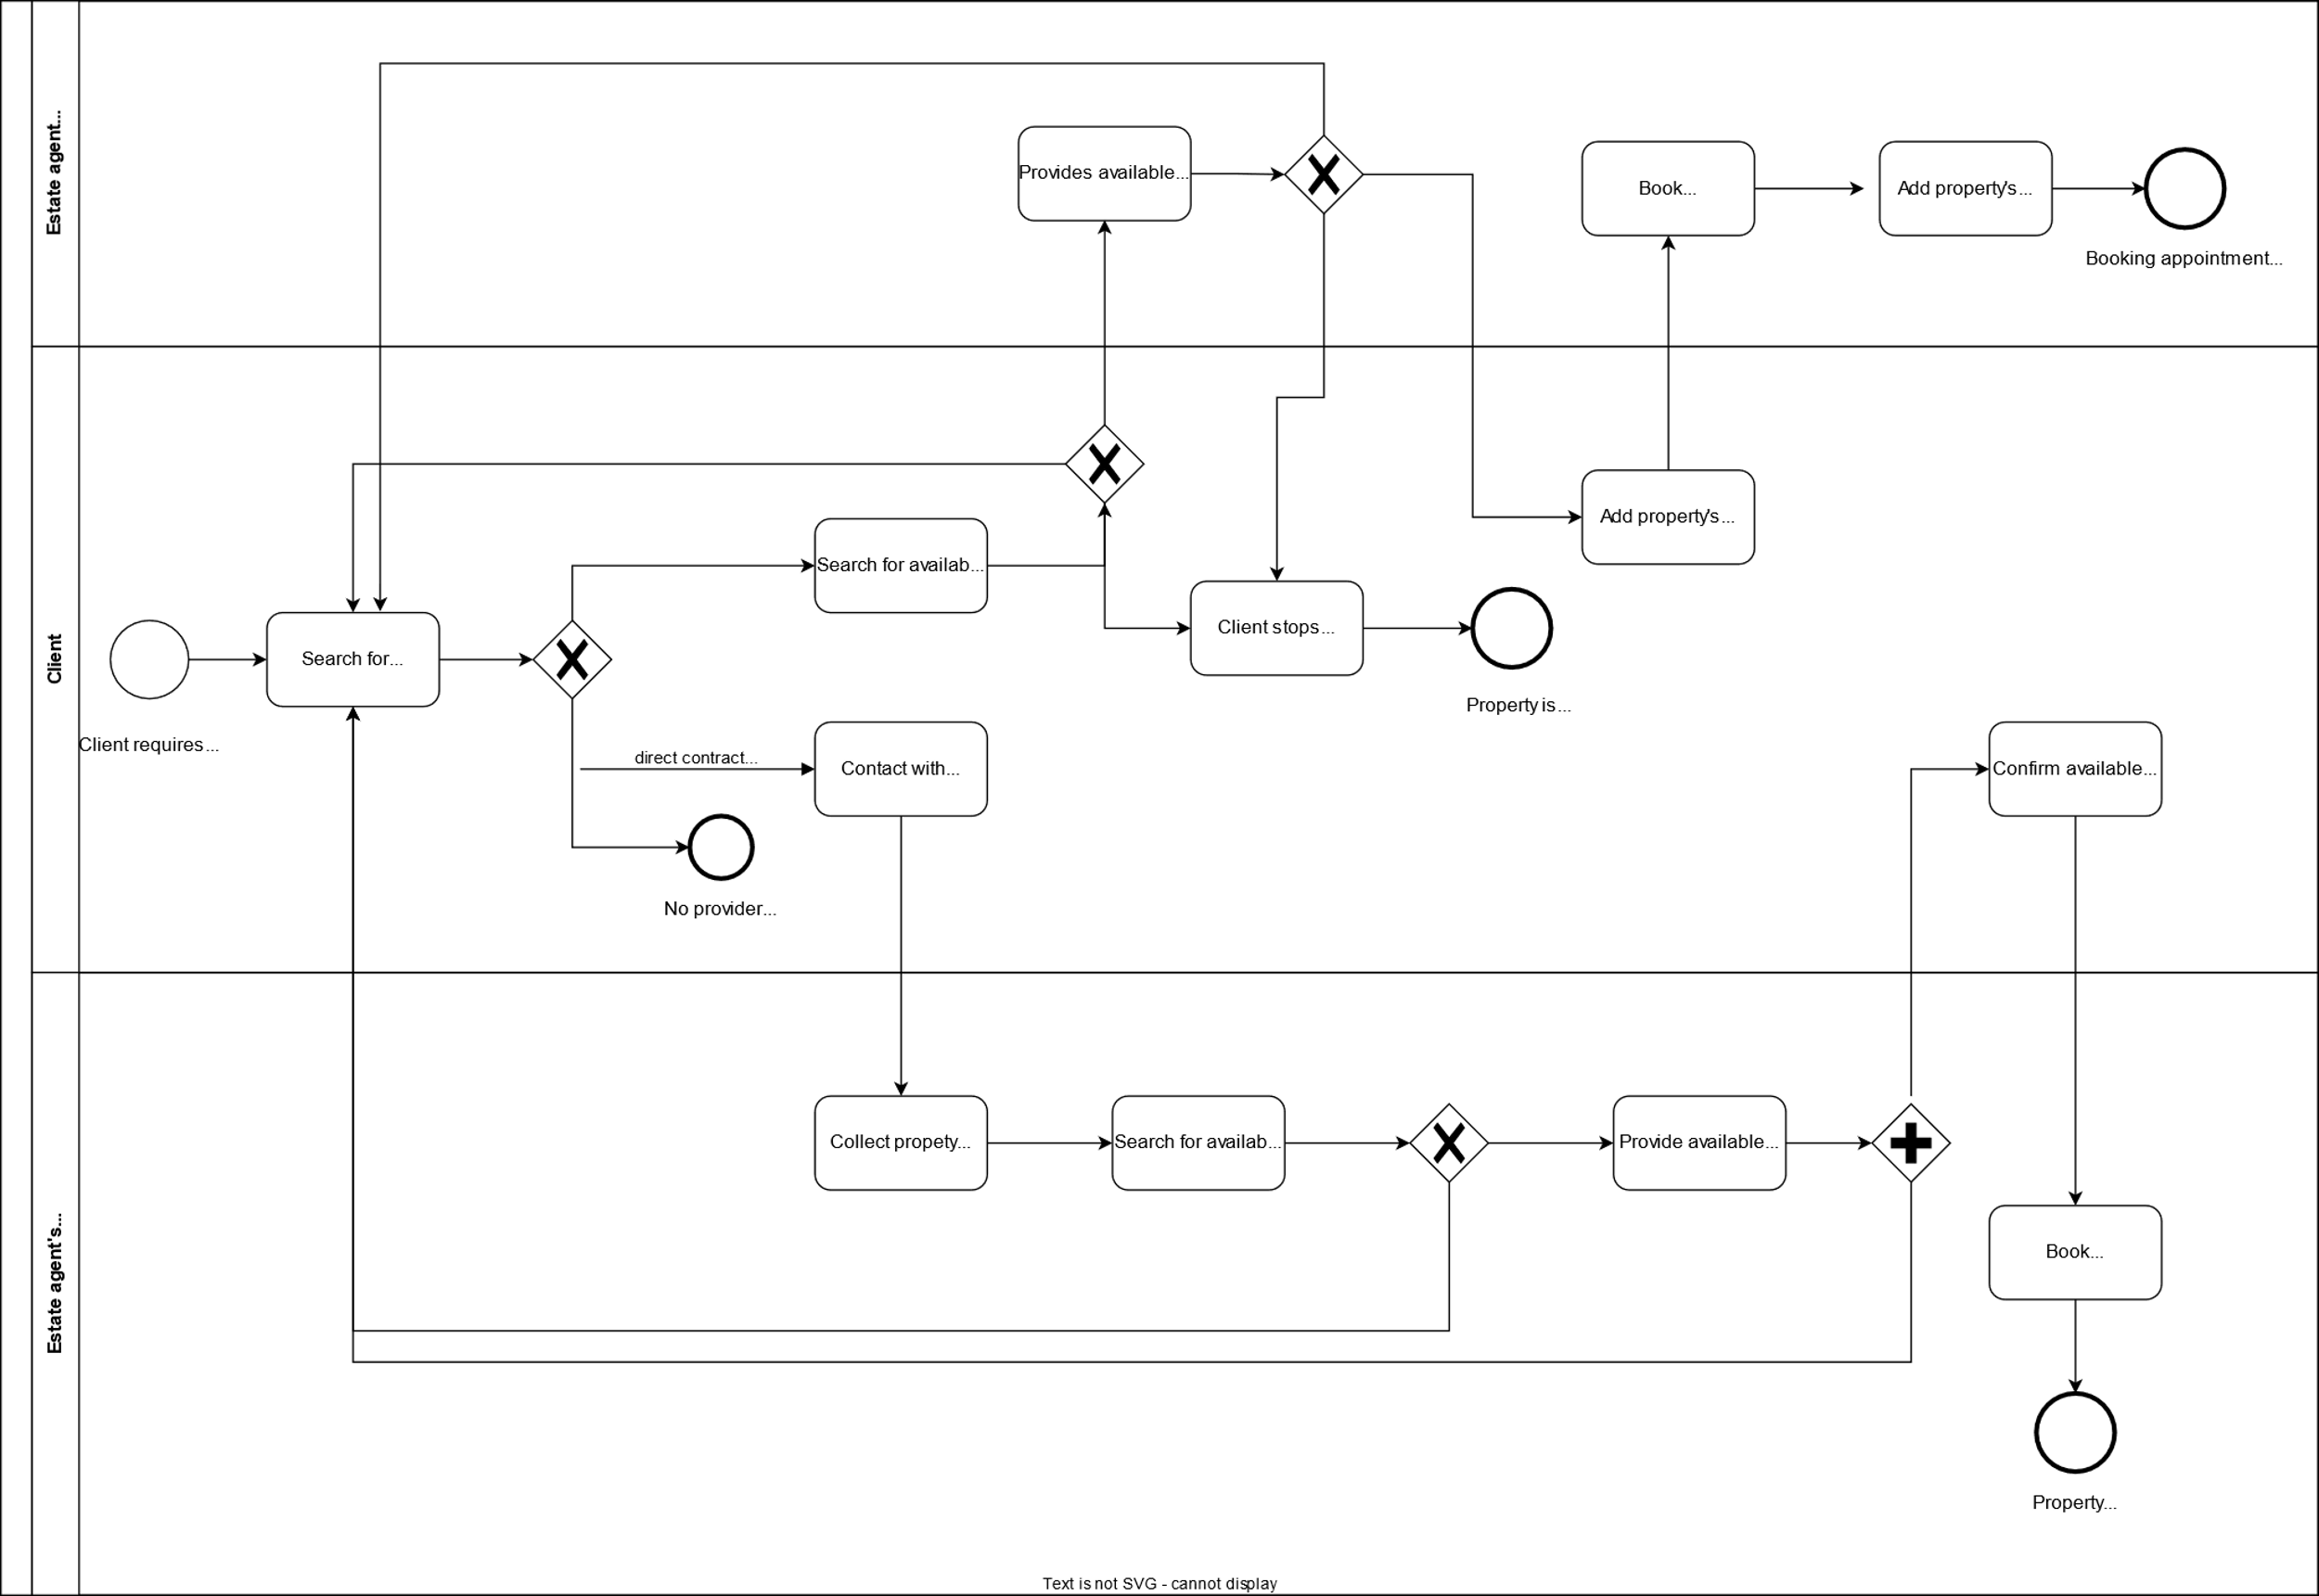 Estate agent...
Provides available...
Book...
Add property's...
Booking appointment...
Client
Add property's...
Search for availab...
Client stops...
Search for...
Property is...
Client requires...
direct contract...
Contact with...
Confirm available...
No provider...
Estate agent's...
Collect propety...
Search for availab...
Provide available...
Book...
Property...
Text is not SVG - cannot display